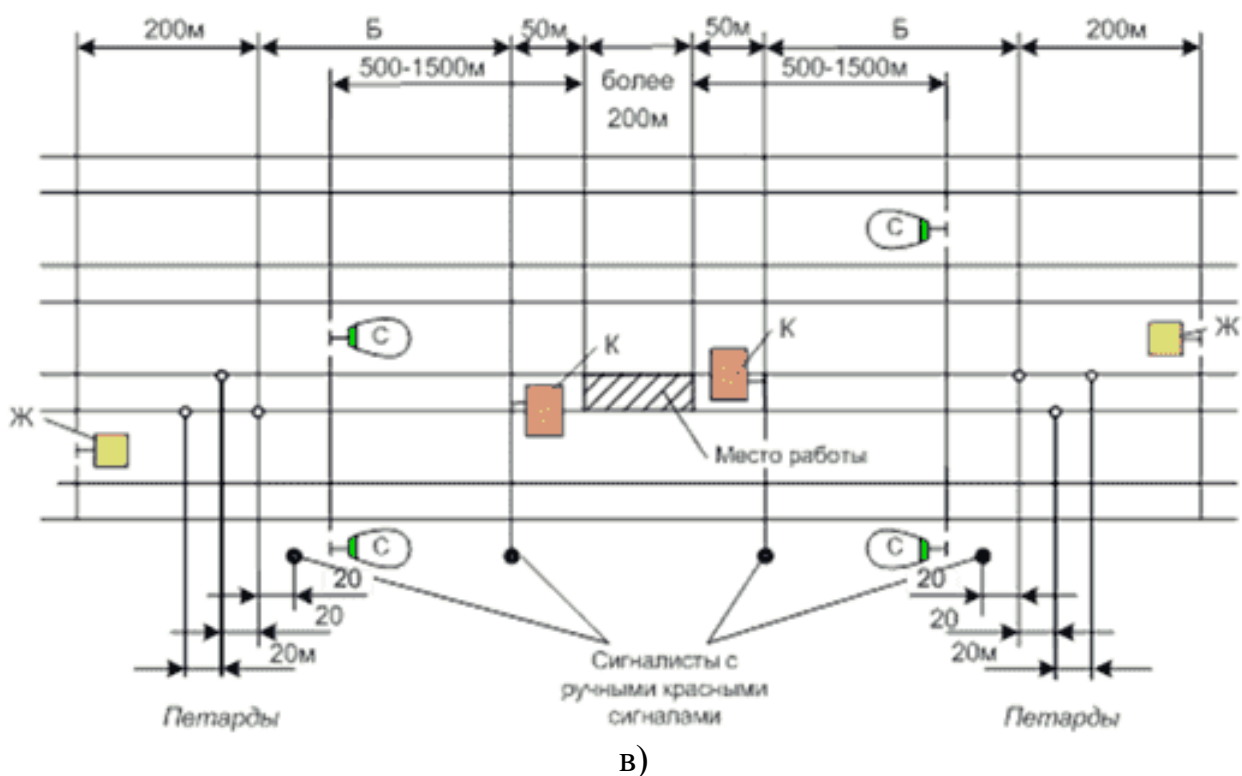 200м Б 50м 50м Б 200м
500-1500м более 500-1500м
200м
С
С Ж
К К
Ж
Место работы
С С
20 20
20 20
20м 20м
Сигналисты с
ручными красными
сигналами
Петарды Петарды
в)